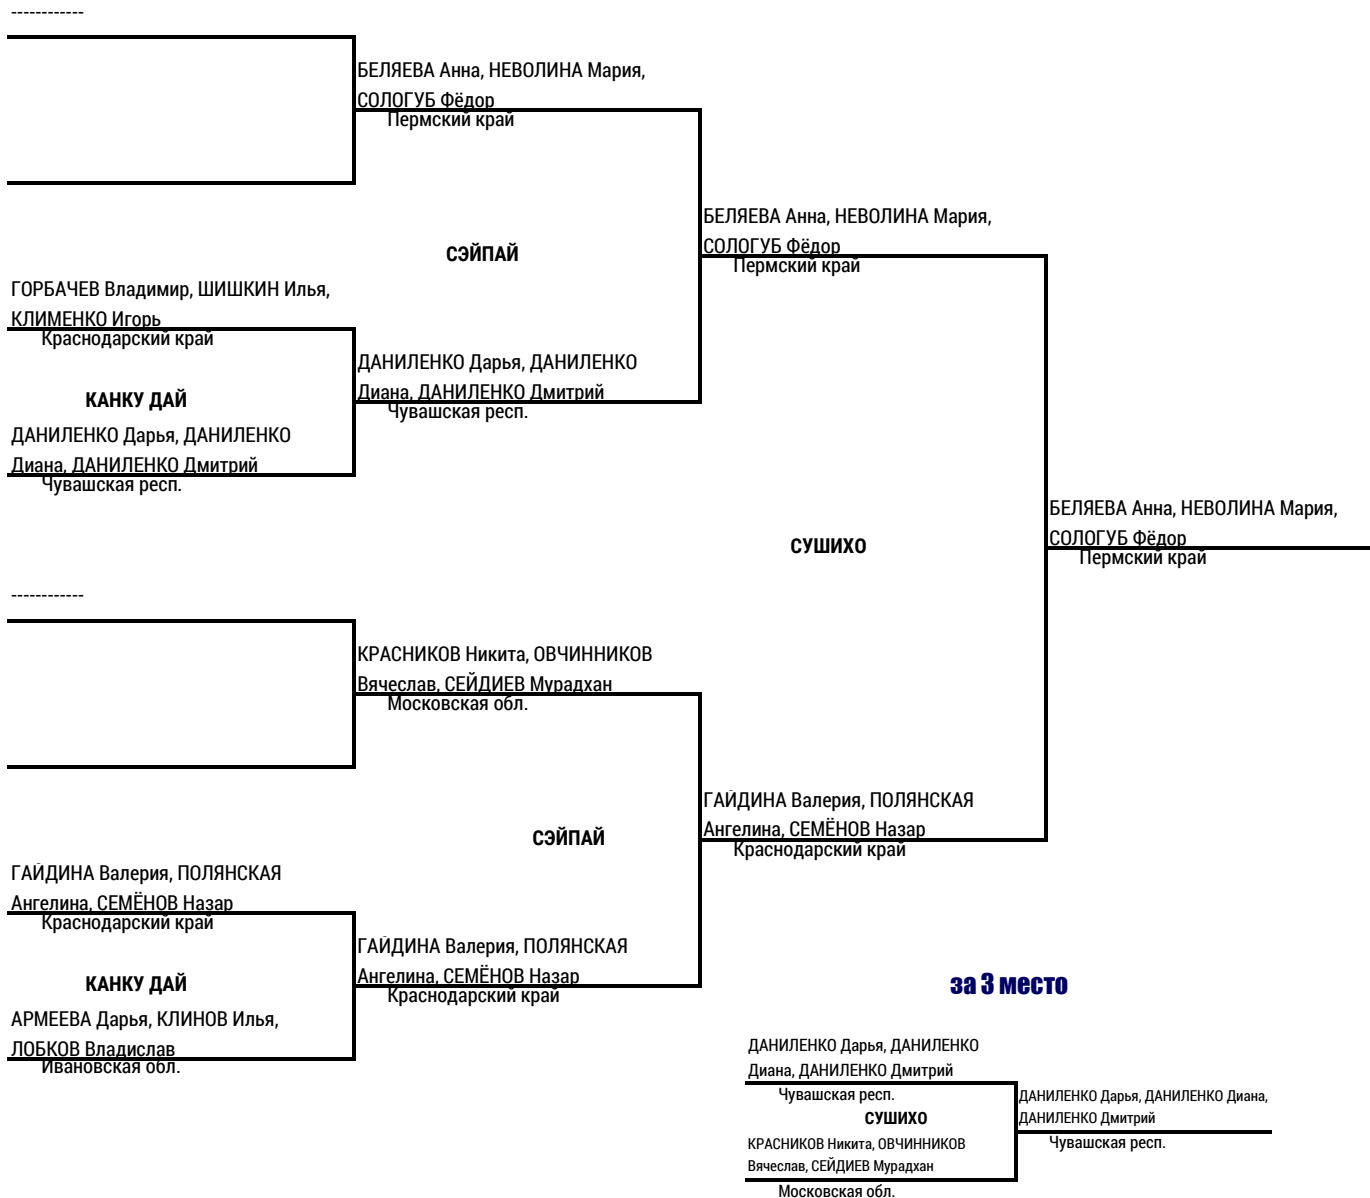 ------------
БЕЛЯЕВА Анна, НЕВОЛИНА Мария,
СОЛОГУБ Фёдор
Пермский край
БЕЛЯЕВА Анна, НЕВОЛИНА Мария,
СОЛОГУБ Фёдор
Пермский край
СЭЙПАЙ
ГОРБАЧЕВ Владимир, ШИШКИН Илья,
КЛИМЕНКО Игорь
Краснодарский край
ДАНИЛЕНКО Дарья, ДАНИЛЕНКО
Диана, ДАНИЛЕНКО Дмитрий
Чувашская респ.
КАНКУ ДАЙ
ДАНИЛЕНКО Дарья, ДАНИЛЕНКО
Диана, ДАНИЛЕНКО Дмитрий
Чувашская респ.
БЕЛЯЕВА Анна, НЕВОЛИНА Мария,
СОЛОГУБ Фёдор
Пермский край
СУШИХО
------------
КРАСНИКОВ Никита, ОВЧИННИКОВ
Вячеслав, СЕЙДИЕВ Мурадхан
Московская обл.
ГАЙДИНА Валерия, ПОЛЯНСКАЯ
Ангелина, СЕМЁНОВ Назар
Краснодарский край
СЭЙПАЙ
ГАЙДИНА Валерия, ПОЛЯНСКАЯ
Ангелина, СЕМЁНОВ Назар
Краснодарский край
ГАЙДИНА Валерия, ПОЛЯНСКАЯ
Ангелина, СЕМЁНОВ Назар
Краснодарский край
КАНКУ ДАЙ
АРМЕЕВА Дарья, КЛИНОВ Илья,
ЛОБКОВ Владислав
Ивановская обл.
за 3 место
ДАНИЛЕНКО Дарья, ДАНИЛЕНКО
Диана, ДАНИЛЕНКО Дмитрий
Чувашская респ.
ДАНИЛЕНКО Дарья, ДАНИЛЕНКО Диана,
ДАНИЛЕНКО Дмитрий
Чувашская респ.
СУШИХО
КРАСНИКОВ Никита, ОВЧИННИКОВ
Вячеслав, СЕЙДИЕВ Мурадхан
Московская обл.